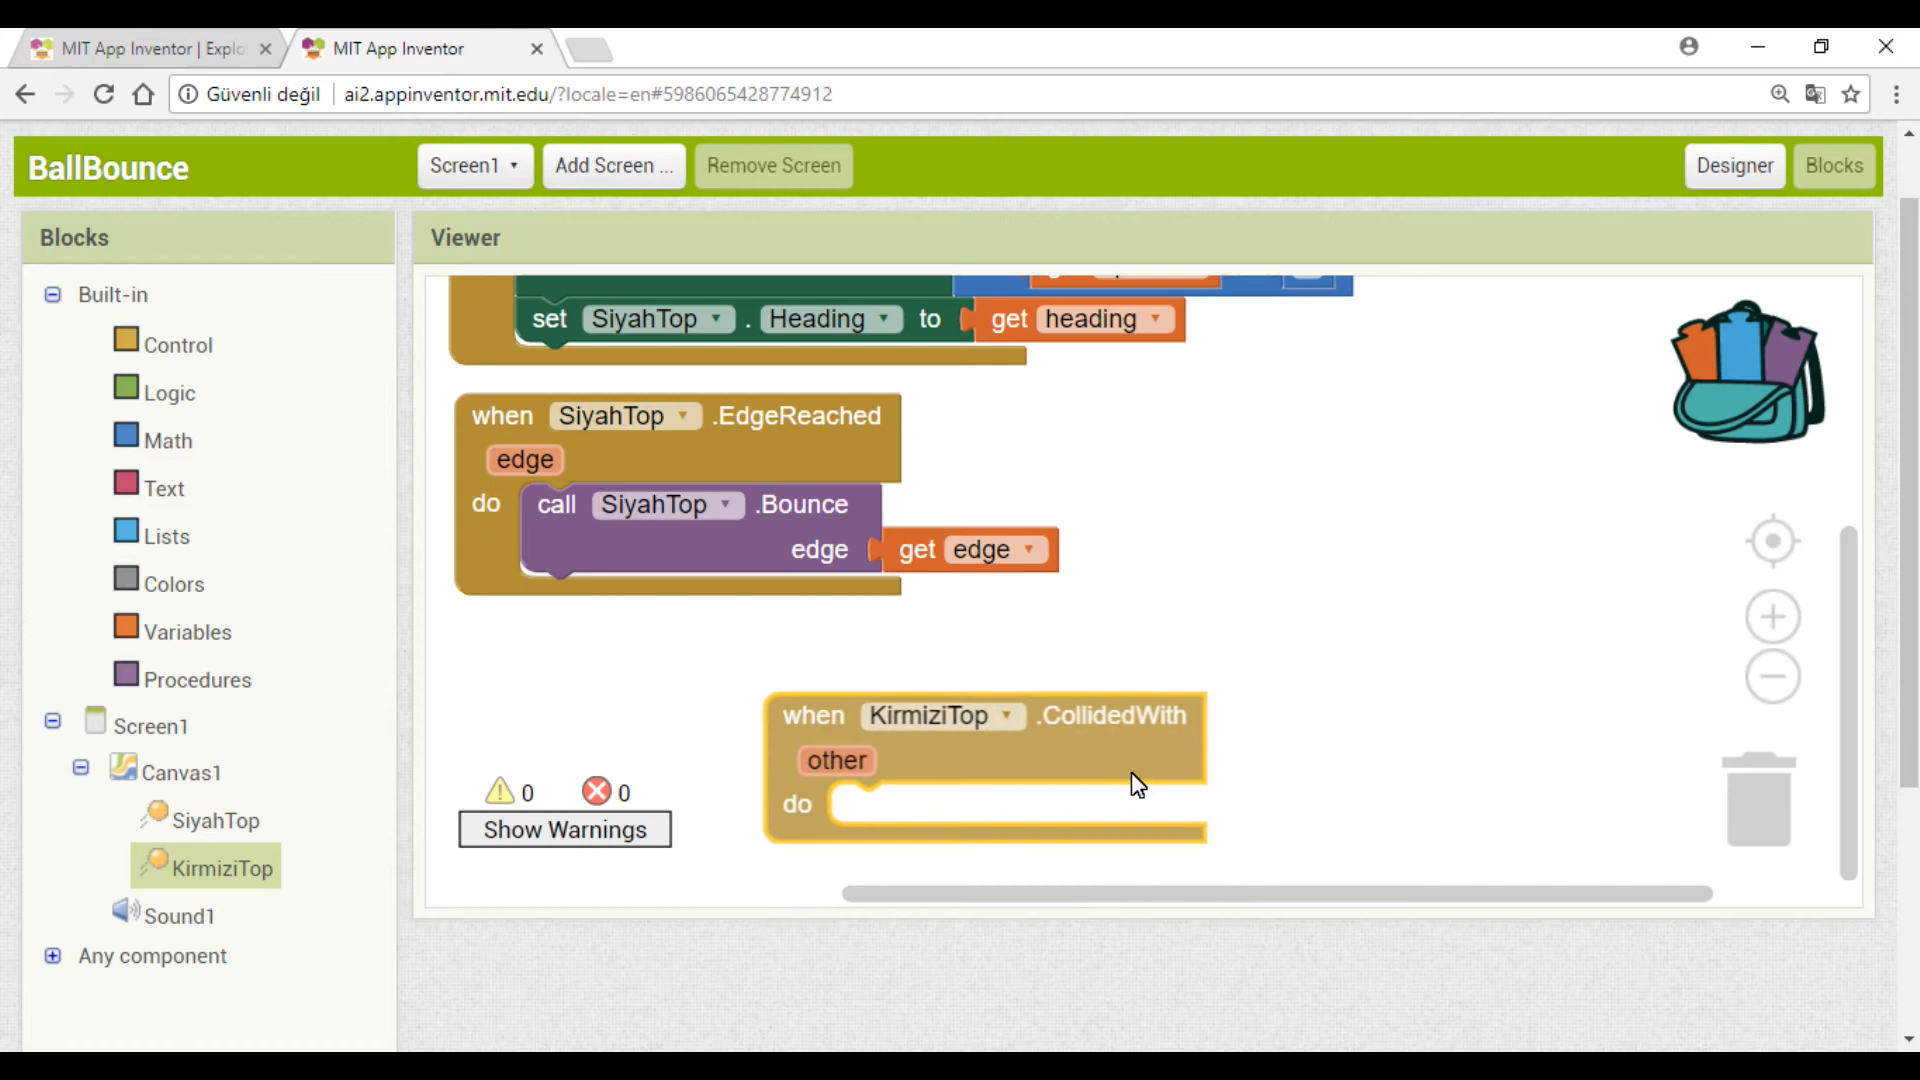 MIT App Inventor | Explo
MIT App Inventor
Güvenli değil
ai2.appinventor.mit.edu/?locale=en#5986065428774912
BallBounce
Screen1
Add Screen ...
Remove Screen
Designer
Blocks
Blocks
Viewer
Built-in
Control
Logic
Math
Text
Lists
Colors
Variables
Procedures
Screen1
Canvas1
SiyahTop
KirmiziTop
Sound1
Any component
set SiyahTop . Heading to get heading
when SiyahTop .EdgeReached
edge
do call SiyahTop .Bounce
edge get edge
when KirmiziTop .CollidedWith
other
do
0 0
Show Warnings